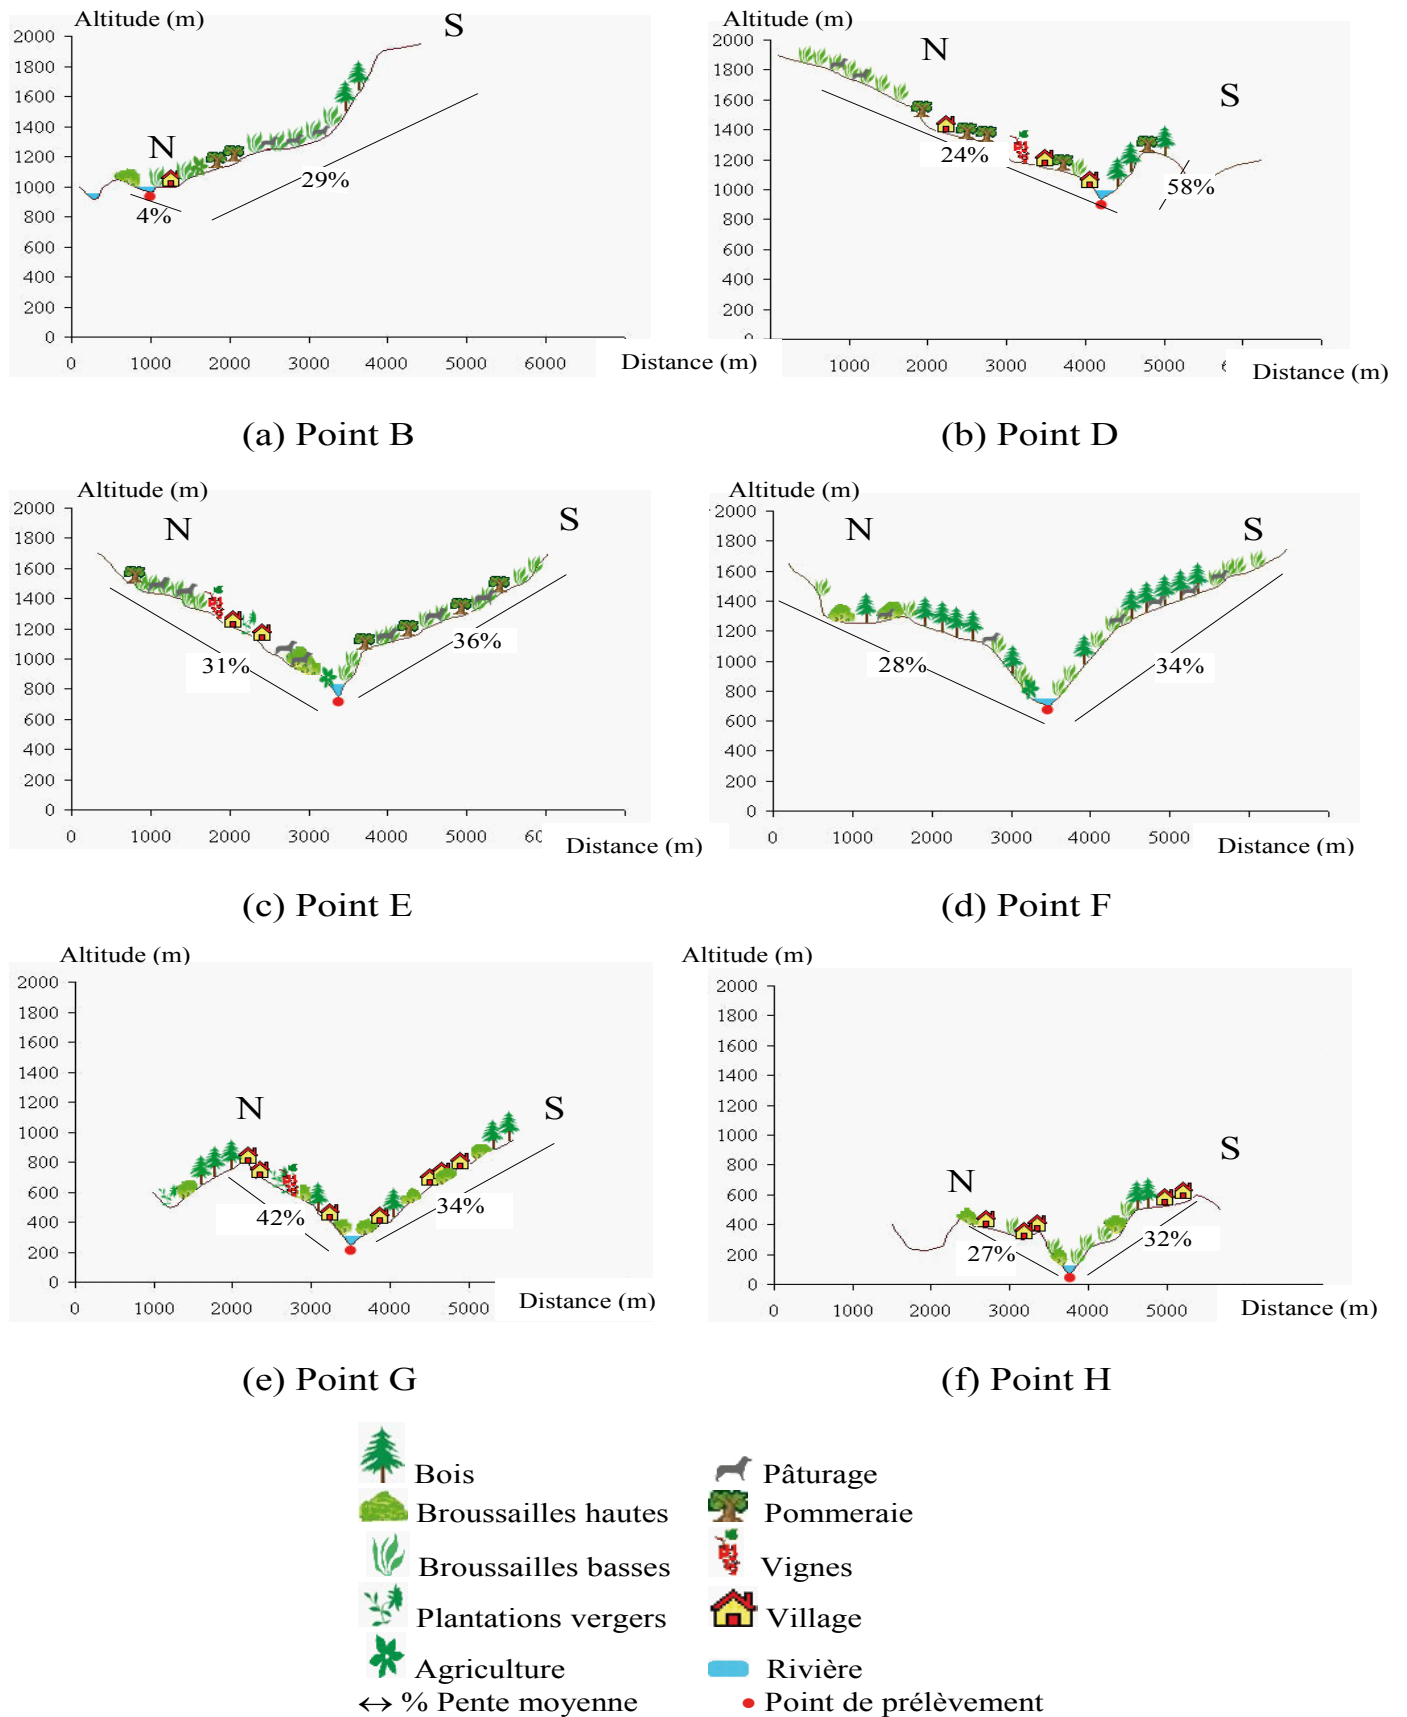 Altitude (m)
2000
1800
1600
1400
1200
1000
800
600
400
200
0
N
S
29%
4%
0 1000 2000 3000 4000 5000 6000
Distance (m)
(a) Point B
Altitude (m)
2000
1800
1600
1400
1200
1000
800
600
400
200
N
S
24%
58%
1000 2000 3000 4000 5000
Distance (m)
(b) Point D
Altitude (m)
2000
1800
1600
1400
1200
1000
800
600
400
200
0
N
S
31%
36%
0 1000 2000 3000 4000 5000
Distance (m)
(c) Point E
Altitude (m)
2000
1800
1600
1400
1200
1000
800
600
400
200
0
N
S
28%
34%
0 1000 2000 3000 4000 5000
Distance (m)
(d) Point F
Altitude (m)
2000
1800
1600
1400
1200
1000
800
600
400
200
0
N
S
42%
34%
0 1000 2000 3000 4000 5000
Distance (m)
(e) Point G
Altitude (m)
2000
1800
1600
1400
1200
1000
800
600
400
200
0
N
S
27%
32%
0 1000 2000 3000 4000 5000
Distance (m)
(f) Point H
Bois
Pâturage
Broussailles hautes
Pommeraie
Broussailles basses
Vignes
Plantations vergers
Village
Agriculture
Rivière
↔ % Pente moyenne
Point de prélèvement